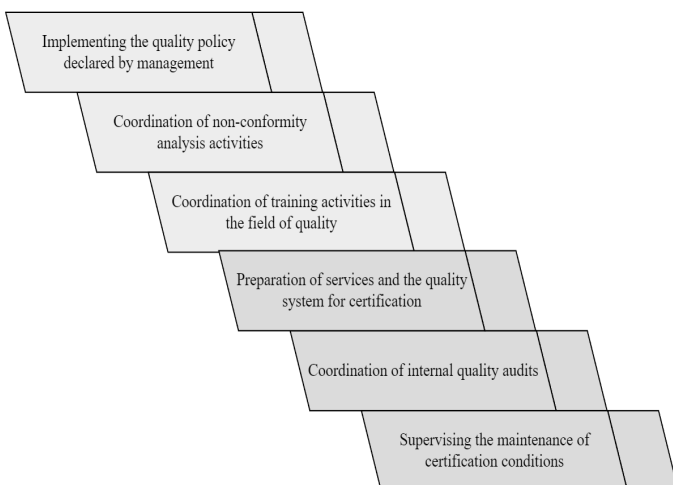 Implementing the quality policy
declared by management
Coordination of non-conformity
analysis activities
Coordination of training activities in
the field of quality
Preparation of services and the quality
system for certification
Coordination of internal quality audits
Supervising the maintenance of
certification conditions